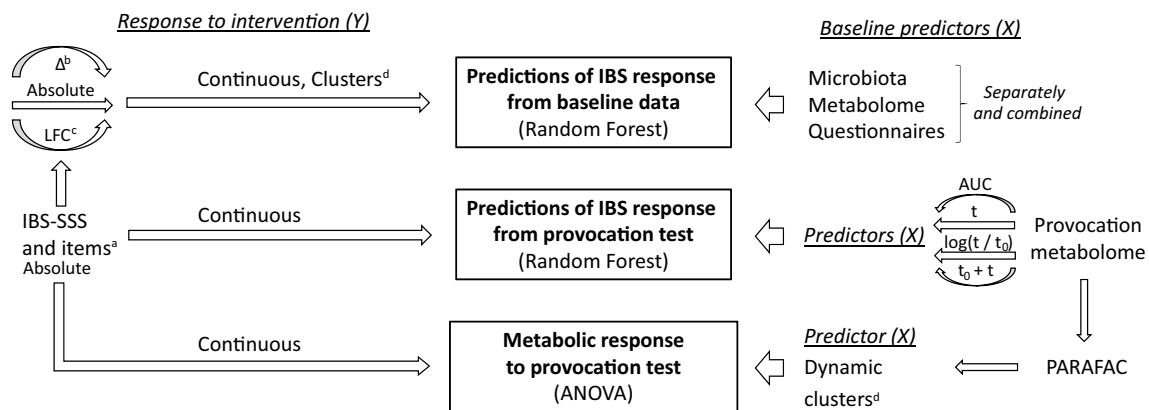 Response to intervention (Y)
Baseline predictors (X)
Δᵇ
Absolute
LFCᶜ
Continuous, Clustersᵈ
Predictions of IBS response
from baseline data
(Random Forest)
Microbiota
Metabolome
Questionnaires
Separately
and combined
IBS-SSS
and itemsᵃ
Absolute
Continuous
Predictions of IBS response
from provocation test
(Random Forest)
Predictors (X)
AUC
t
log(t / t₀)
t₀ + t
Provocation
metabolome
Continuous
Metabolic response
to provocation test
(ANOVA)
Predictor (X)
Dynamic
clustersᵈ
PARAFAC